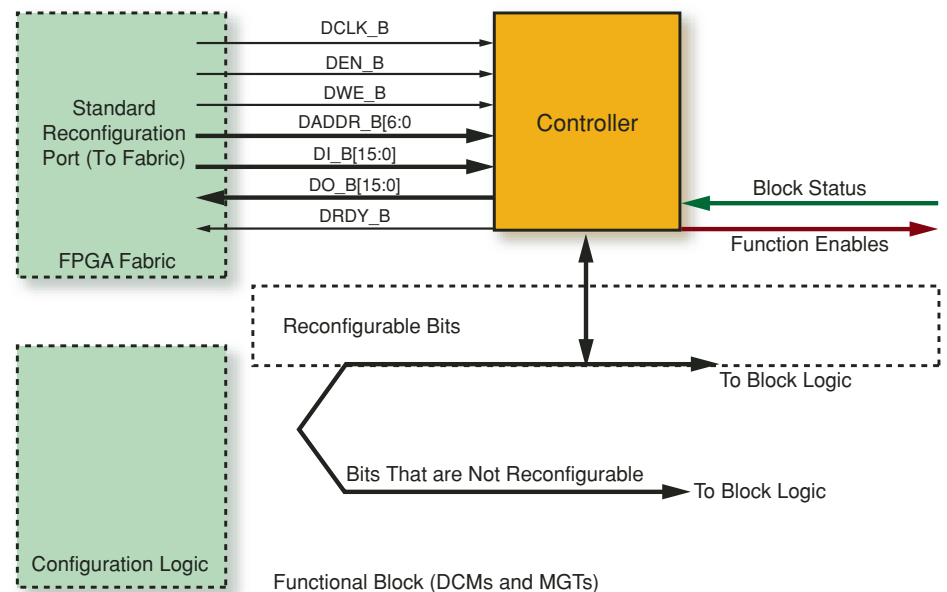 DCLK_B
DEN_B
DWE_B
DADDR_B[6:0
DI_B[15:0]
DO_B[15:0]
DRDY_B
Standard
Reconfiguration
Port (To Fabric)
FPGA Fabric
Controller
Block Status
Function Enables
Reconfigurable Bits
To Block Logic
Bits That are Not Reconfigurable
To Block Logic
Configuration Logic
Functional Block (DCMs and MGTs)